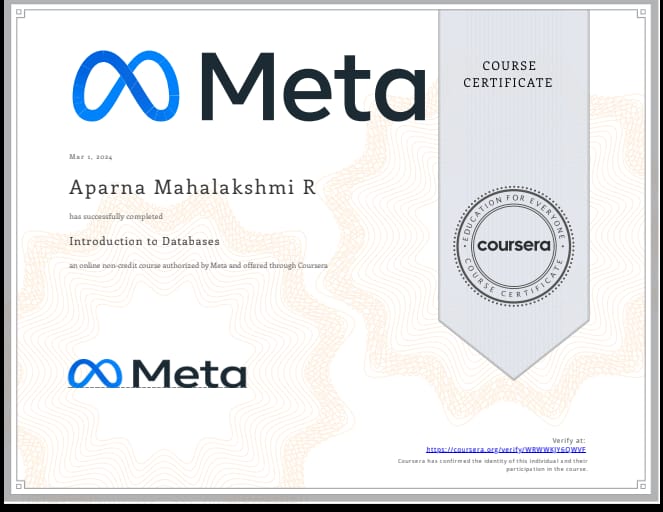 Meta
COURSE
CERTIFICATE
Mar 1, 2024
Aparna Mahalakshmi R
has successfully completed
Introduction to Databases
an online non-credit course authorized by Meta and offered through Coursera
EDUCATION FOR EVERYONE
coursera
COURSE CERTIFICATE
Meta
Verify at:
https://coursera.org/verify/WRWWKJY6QWVF
Coursera has confirmed the identity of this individual and their
participation in the course.